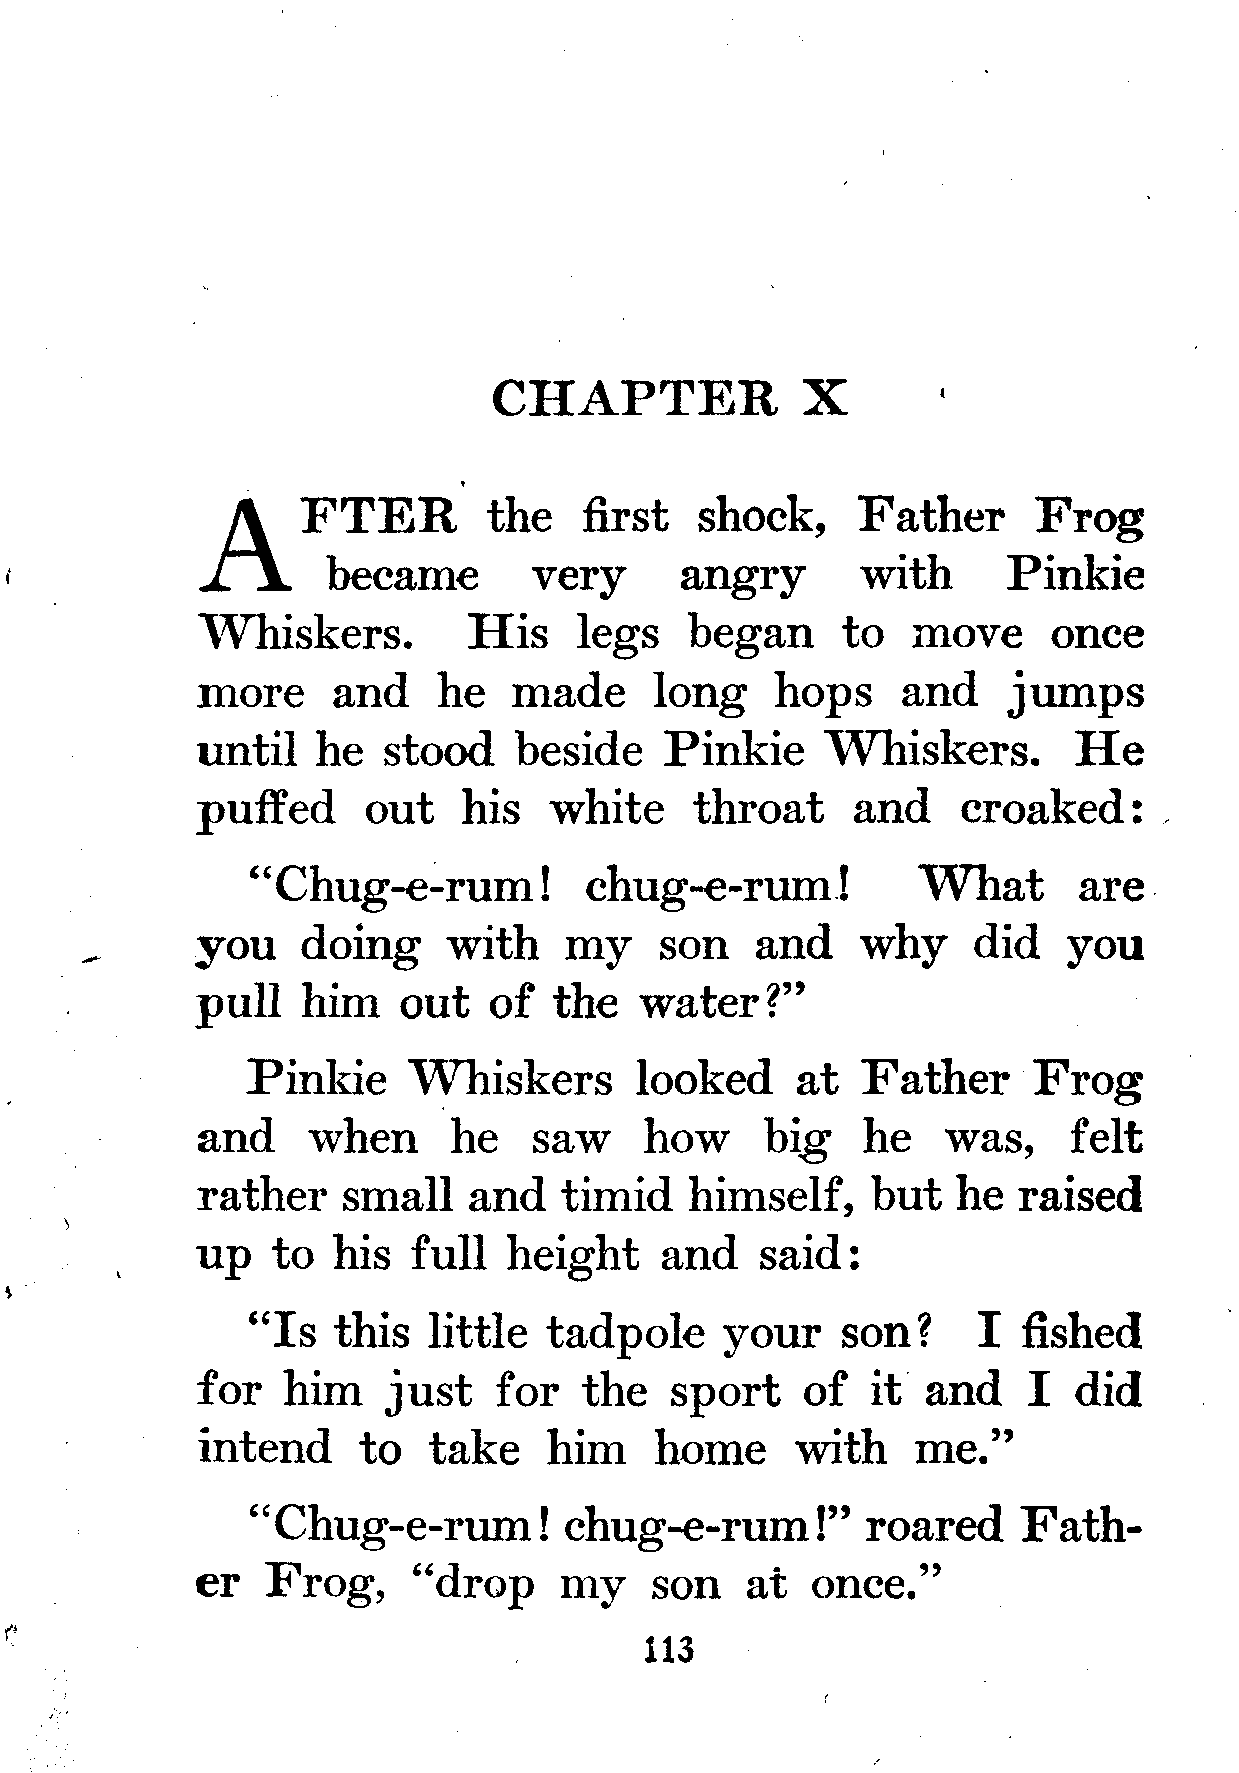 CHAPTER X
AFTER the first shock, Father Frog
became very angry with Pinkie
Whiskers. His legs began to move once
more and he made long hops and jumps
until he stood beside Pinkie Whiskers. He
puffed out his white throat and croaked:
“Chug-e-rum! chug-e-rum! What are
you doing with my son and why did you
pull him out of the water?”
Pinkie Whiskers looked at Father Frog
and when he saw how big he was, felt
rather small and timid himself, but he raised
up to his full height and said:
“Is this little tadpole your son? I fished
for him just for the sport of it and I did
intend to take him home with me.”
“Chug-e-rum! chug-e-rum!” roared Fath-
er Frog, “drop my son at once.”
113